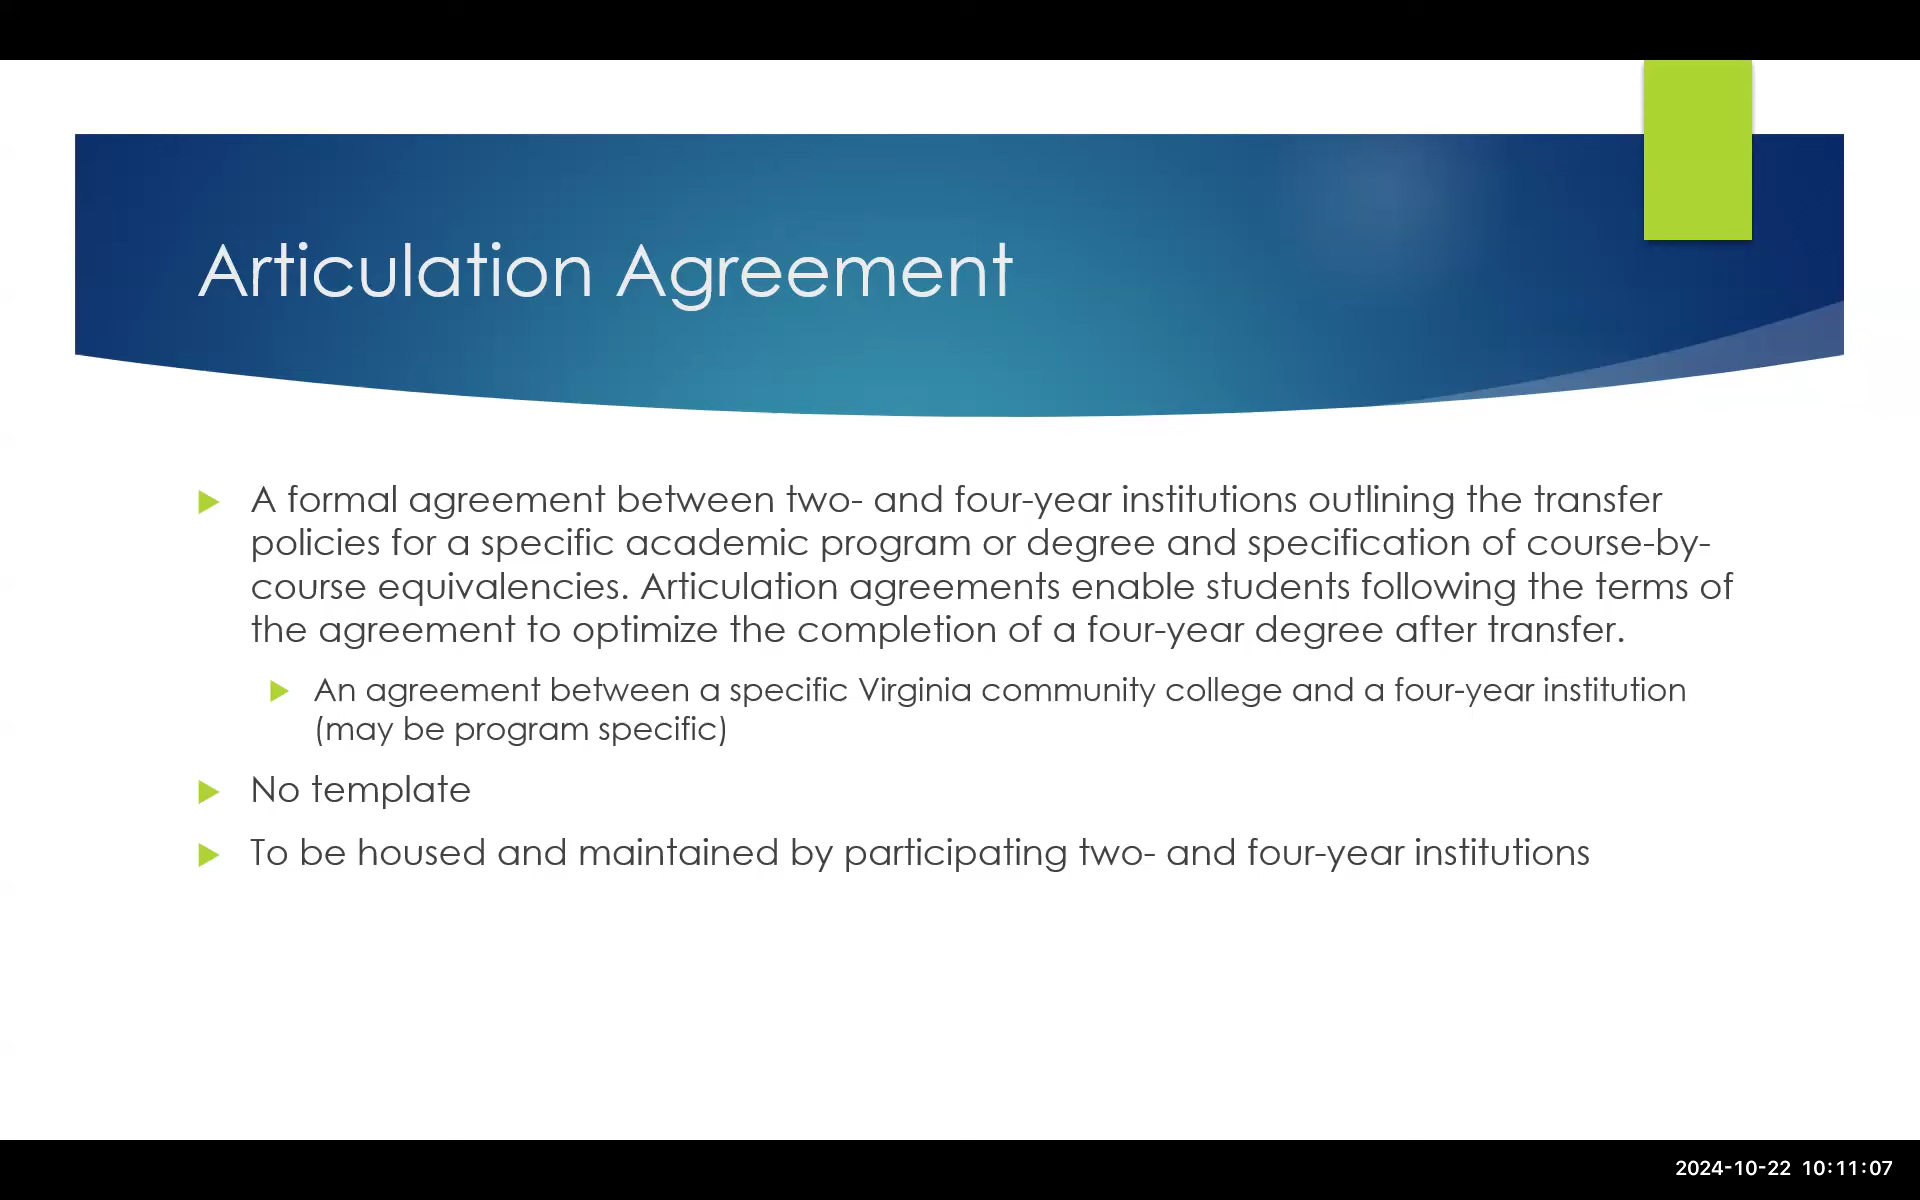 Articulation Agreement
A formal agreement between two- and four-year institutions outlining the transfer
policies for a specific academic program or degree and specification of course-by-
course equivalencies. Articulation agreements enable students following the terms of
the agreement to optimize the completion of a four-year degree after transfer.
An agreement between a specific Virginia community college and a four-year institution
(may be program specific)
No template
To be housed and maintained by participating two- and four-year institutions
2024-10-22 10:11:07